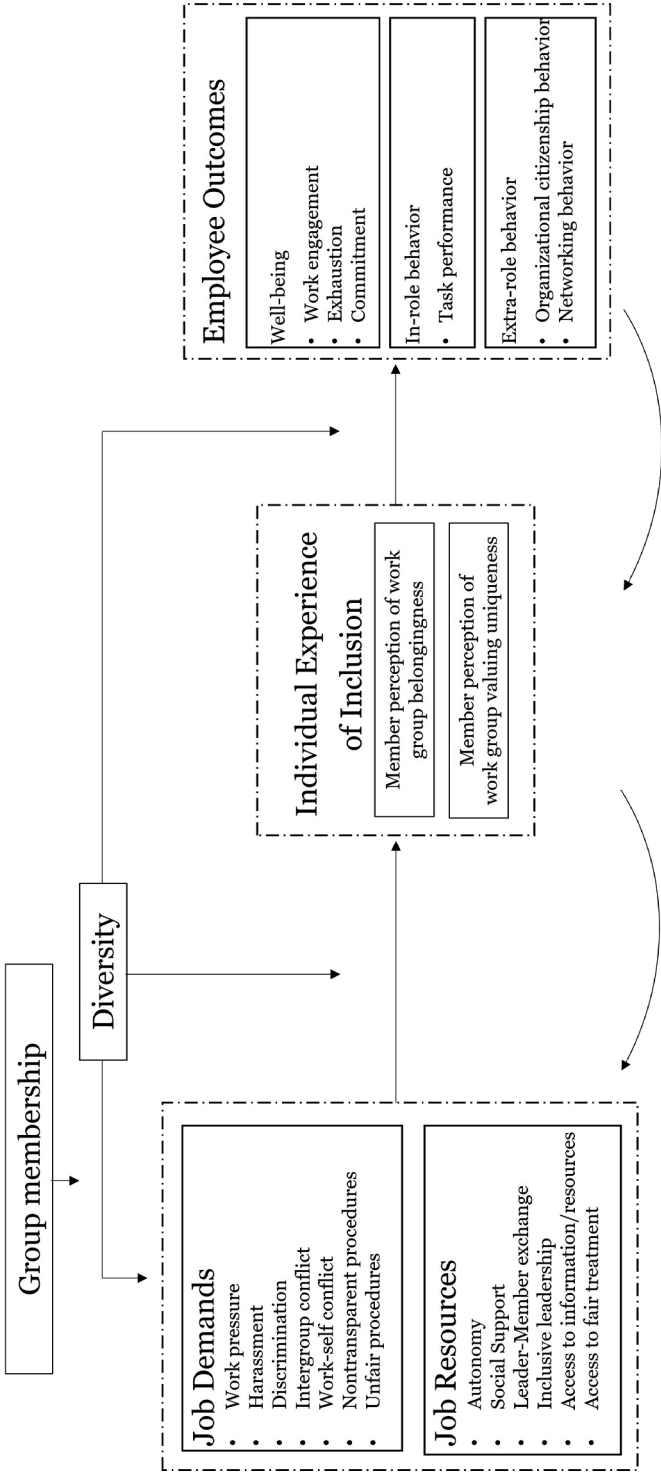 Group membership
Diversity
Job Demands
• Work pressure
• Harassment
• Discrimination
• Intergroup conflict
• Work-self conflict
• Nontransparent procedures
• Unfair procedures
Job Resources
• Autonomy
• Social Support
• Leader-Member exchange
• Inclusive leadership
• Access to information/resources
• Access to fair treatment
Individual Experience
of Inclusion
Member perception of work
group belongingness
Member perception of
work group valuing uniqueness
Employee Outcomes
Well-being
• Work engagement
• Exhaustion
• Commitment
In-role behavior
• Task performance
Extra-role behavior
• Organizational citizenship behavior
• Networking behavior